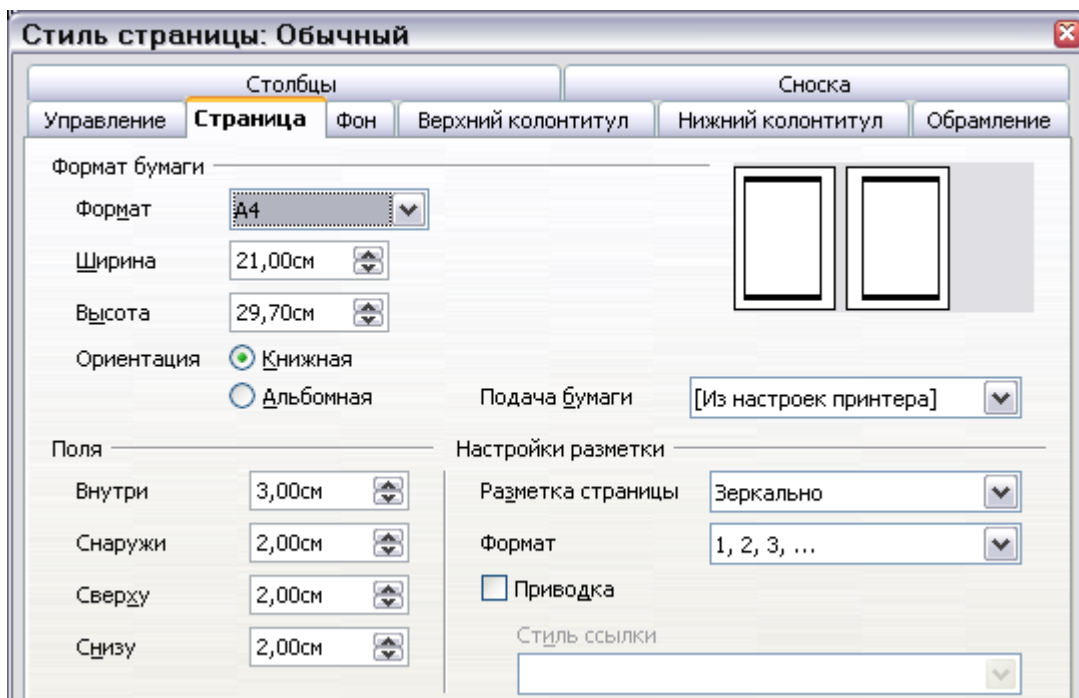 Стиль страницы: Обычный
Столбцы Сноска
Управление Страница Фон Верхний колонтитул Нижний колонтитул Обрамление
Формат бумаги
Формат A4
Ширина 21,00см
Высота 29,70см
Ориентация Книжная
Альбомная Подача бумаги [Из настроек принтера]
Поля Настройки разметки
Внутри 3,00см Разметка страницы Зеркально
Снаружи 2,00см Формат 1, 2, 3, ...
Сверху 2,00см Приводка
Снизу 2,00см Стиль ссылки